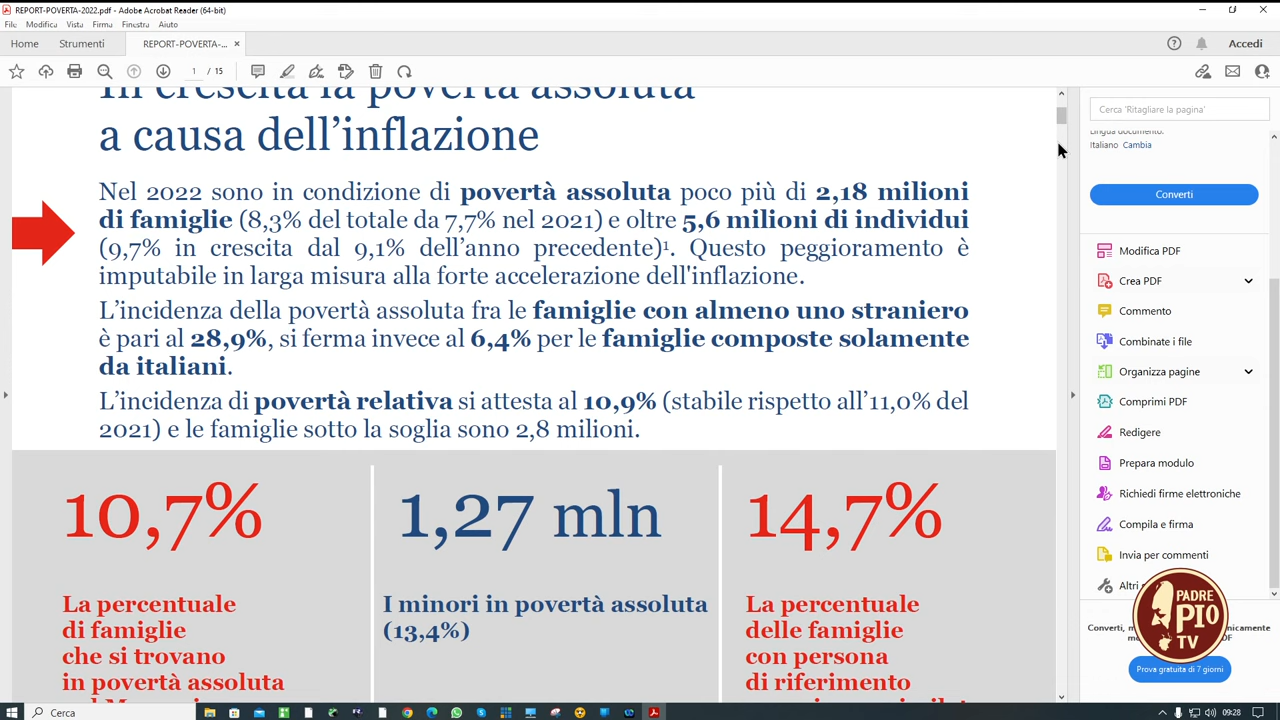 REPORT-POVERTA-2022.pdf - Adobe Acrobat Reader (64-bit)
File Modifica Vista Firma Finestra Aiuto
Home Strumenti REPORT-POVERTA-... × Accedi
1 / 15
In crescita la povertà assoluta
a causa dell'inflazione
Nel 2022 sono in condizione di povertà assoluta poco più di 2,18 milioni
di famiglie (8,3% del totale da 7,7% nel 2021) e oltre 5,6 milioni di individui
(9,7% in crescita dal 9,1% dell'anno precedente)¹. Questo peggioramento è
imputabile in larga misura alla forte accelerazione dell'inflazione.
L'incidenza della povertà assoluta fra le famiglie con almeno uno straniero
è pari al 28,9%, si ferma invece al 6,4% per le famiglie composte solamente
da italiani.
L'incidenza di povertà relativa si attesta al 10,9% (stabile rispetto all'11,0% del
2021) e le famiglie sotto la soglia sono 2,8 milioni.
10,7%
La percentuale
di famiglie
che si trovano
in povertà assoluta
1,27 mln
I minori in povertà assoluta
(13,4%)
14,7%
La percentuale
delle famiglie
con persona
di riferimento
Cerca 'Ritagliare la pagina'
Lingua documento:
Italiano Cambia
Converti
Modifica PDF
Crea PDF
Commento
Combinate i file
Organizza pagine
Comprimi PDF
Redigere
Prepara modulo
Richiedi firme elettroniche
Compila e firma
Invia per commenti
Altri
PADRE
PIO
TV
Converti,
Prova gratuita di 7 giorni
Cerca
09:28